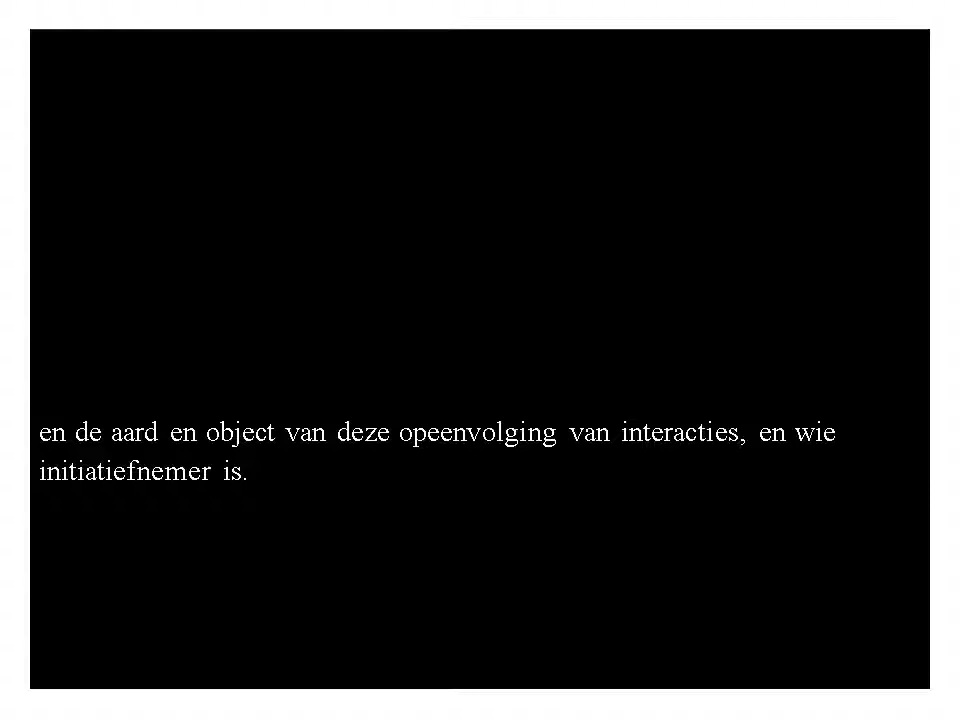 en de aard en object van deze opeenvolging van interacties, en wie
initiatiefnemer is.